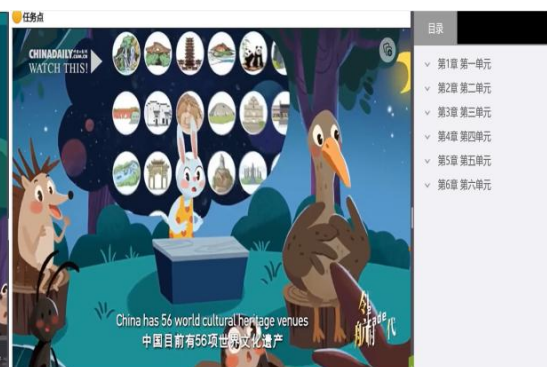 任务点
目录
CHINADAILY.COM.CN
WATCH THIS!
第1章 第一单元
第2章 第二单元
第3章 第三单元
第4章 第四单元
第5章 第五单元
第6章 第六单元
China has 56 world cultural heritage venues
中国目前有56项世界文化遗产